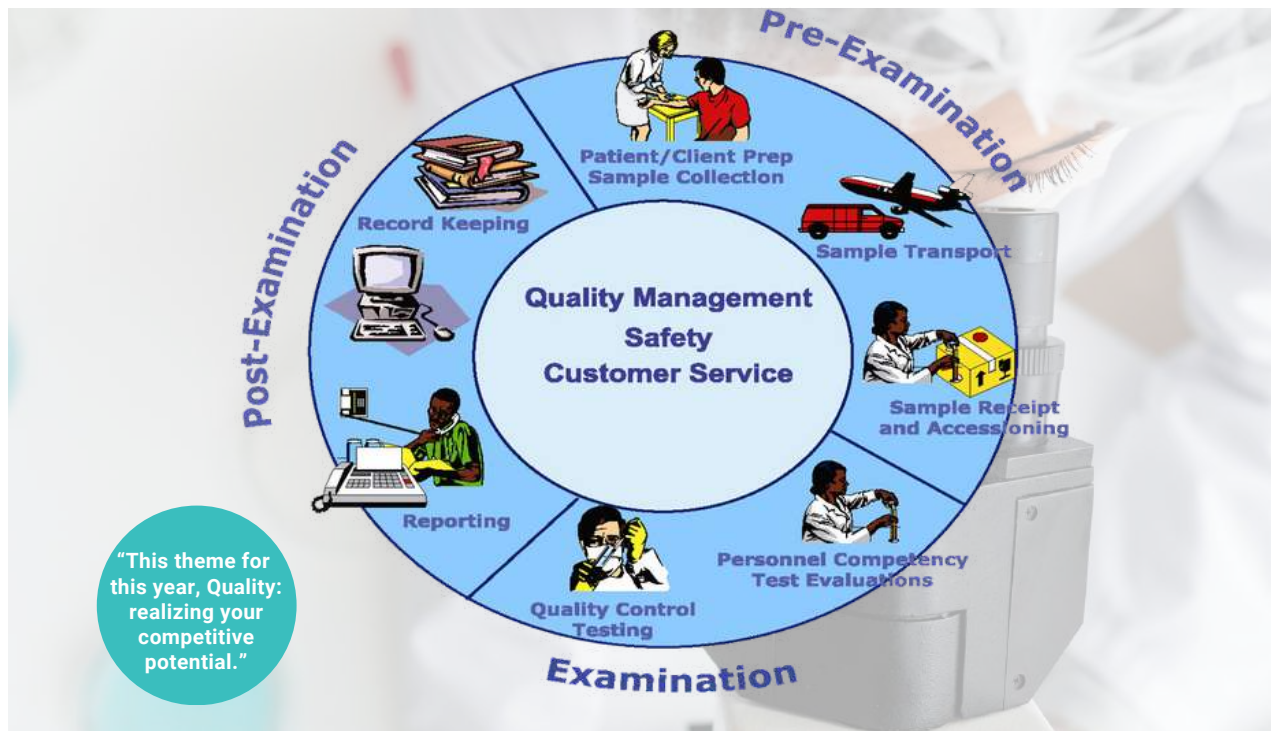 Pre-Examination
Patient/Client Prep
Sample Collection
Sample Transport
Sample Receipt
and Accessioning
Quality Management
Safety
Customer Service
Personnel Competency
Test Evaluations
Quality Control
Testing
Examination
Reporting
Record Keeping
Post-Examination
“This theme for
this year, Quality:
realizing your
competitive
potential.”